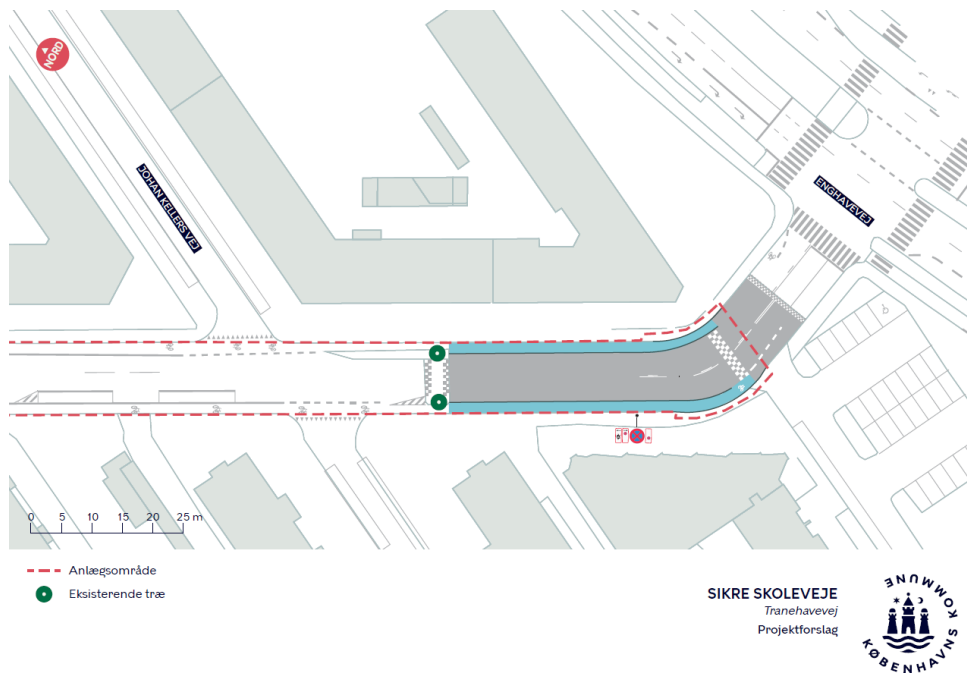 NORD
JOHAN KELLERS VEJ
ENGHAVEVEJ
0 5 10 15 20 25 m
Anlægsområde
Eksisterende træ
SIKRE SKOLEVEJE
Tranehavevej
Projektforslag
KØBENHAVNS KOMMUNE